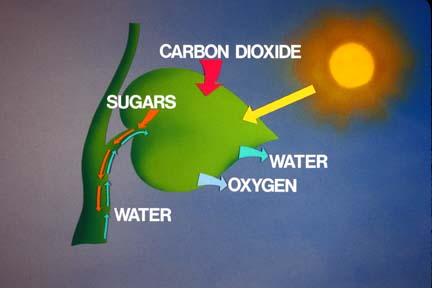 CARBON DIOXIDE
SUGARS
WATER
OXYGEN
WATER